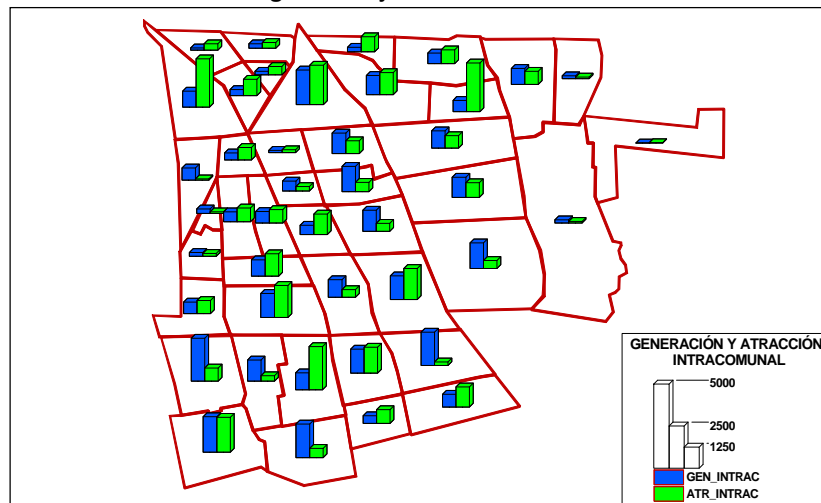 GENERACIÓN Y ATRACCIÓN
INTRACOMUNAL
5000
2500
1250
GEN_INTRAC
ATR_INTRAC